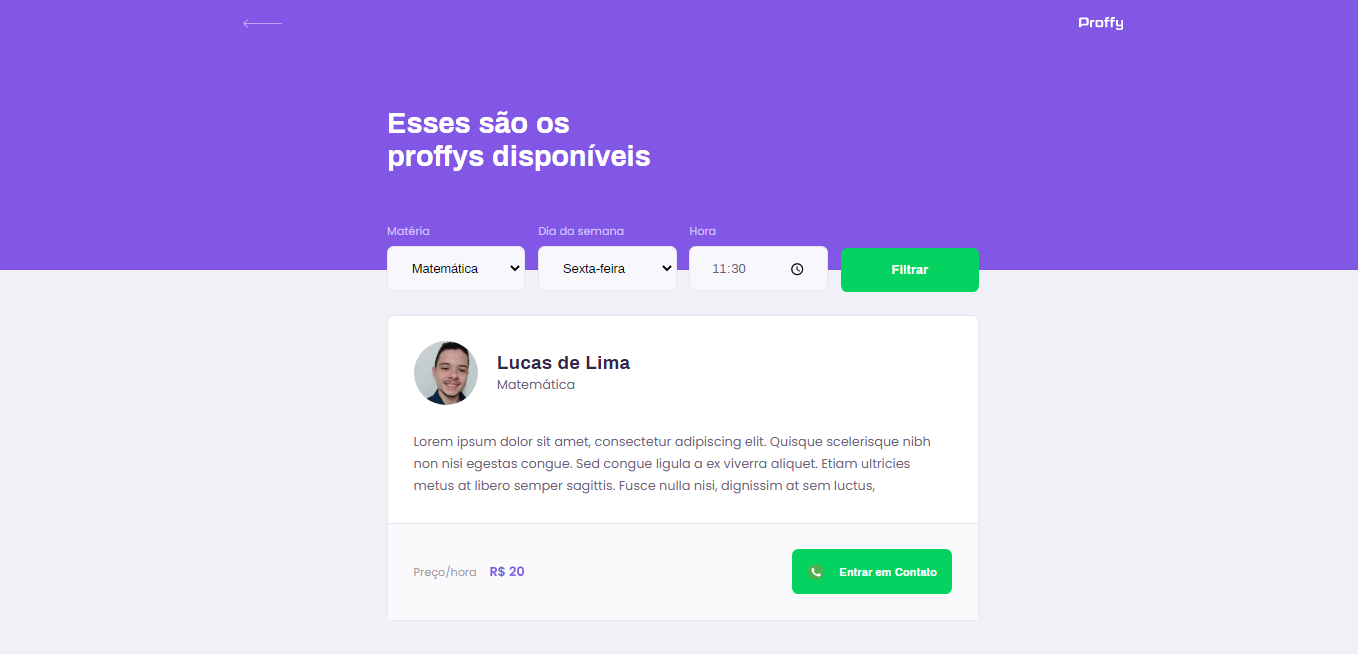 Proffy
Esses são os
proffys disponíveis
Matéria
Dia da semana
Hora
Matemática
Sexta-feira
11:30
Filtrar
Lucas de Lima
Matemática
Lorem ipsum dolor sit amet, consectetur adipiscing elit. Quisque scelerisque nibh
non nisi egestas congue. Sed congue ligula a ex viverra aliquet. Etiam ultricies
metus at libero semper sagittis. Fusce nulla nisi, dignissim at sem luctus,
Preço/hora R$ 20
Entrar em Contato